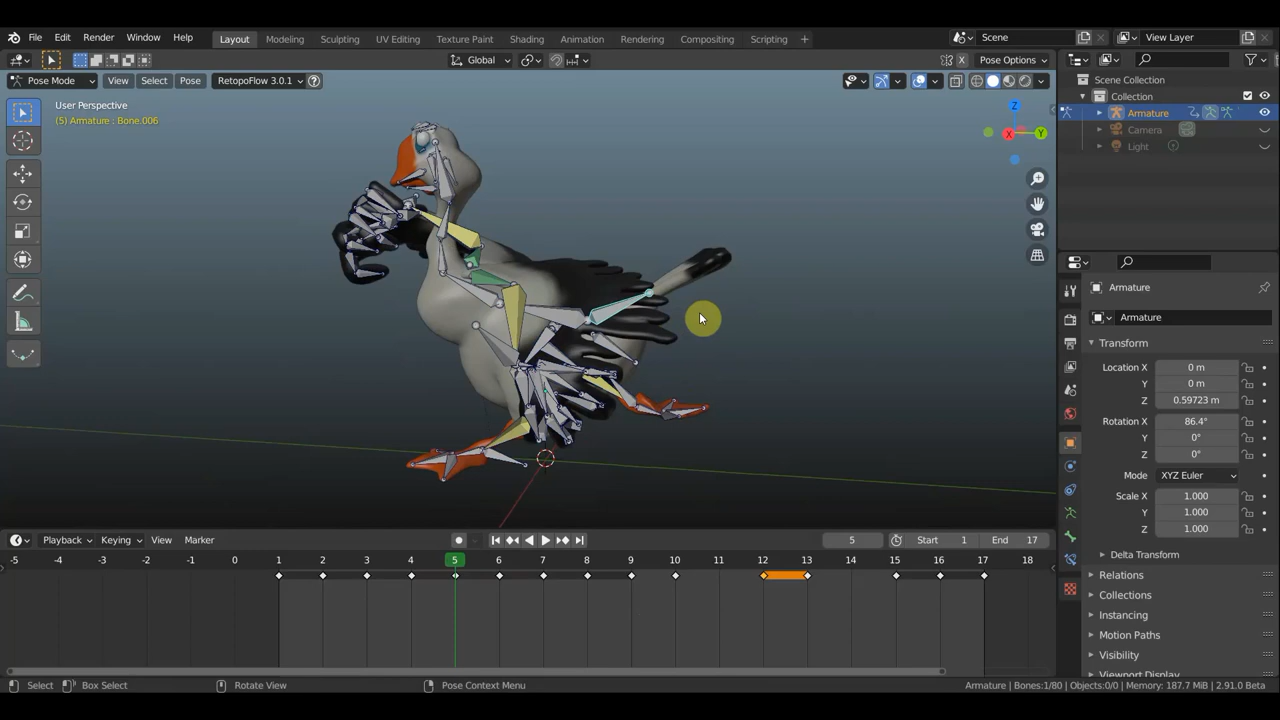 File Edit Render Window Help Layout Modeling Sculpting UV Editing Texture Paint Shading Animation Rendering Compositing Scripting + Scene View Layer
Global X Pose Options
Pose Mode View Select Pose RetopoFlow 3.0.1 Scene Collection
User Perspective Z Collection
(5) Armature : Bone.006 X Y Armature
Camera
Light
Armature
Armature
Transform
Location X 0 m
Y 0 m
Z 0.59723 m
Rotation X 86.4°
Y 0°
Z 0°
Mode XYZ Euler
Scale X 1.000
Y 1.000
Z 1.000
Playback Keying View Marker 5 Start 1 End 17
Delta Transform
-5 -4 -3 -2 -1 0 1 2 3 4 5 6 7 8 9 10 11 12 13 14 15 16 17 18
Relations
Collections
Instancing
Motion Paths
Visibility
Viewport Display
Select Box Select Rotate View Pose Context Menu Armature | Bones:1/80 | Objects:0/0 | Memory: 187.7 MiB | 2.91.0 Beta